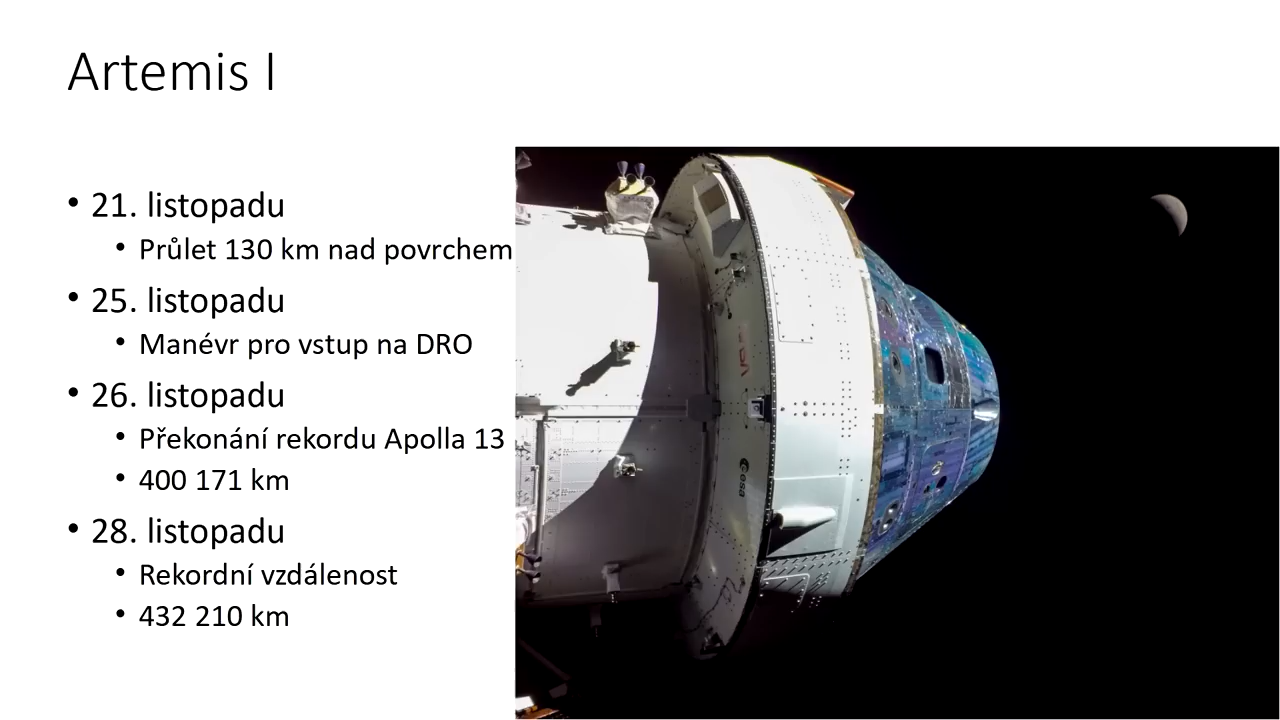 Artemis I
• 21. listopadu
• Průlet 130 km nad povrchem
• 25. listopadu
• Manévr pro vstup na DRO
• 26. listopadu
• Překonání rekordu Apolla 13
• 400 171 km
• 28. listopadu
• Rekordní vzdálenost
• 432 210 km
NASA
esa